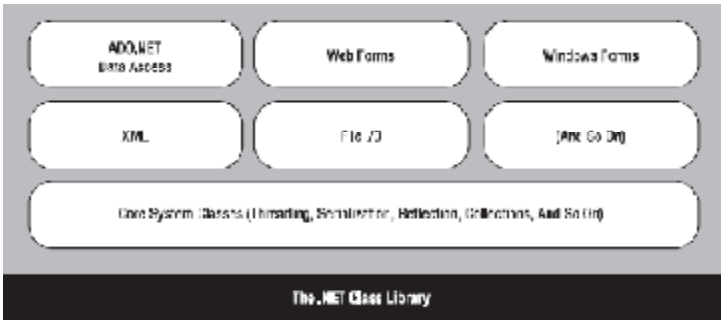 ADO.NET
Data Access
Web Forms
Windows Forms
XML
File I/O
(And So On)
Core System Classes (Threading, Serialization, Reflection, Collections, And So On)
The .NET Class Library